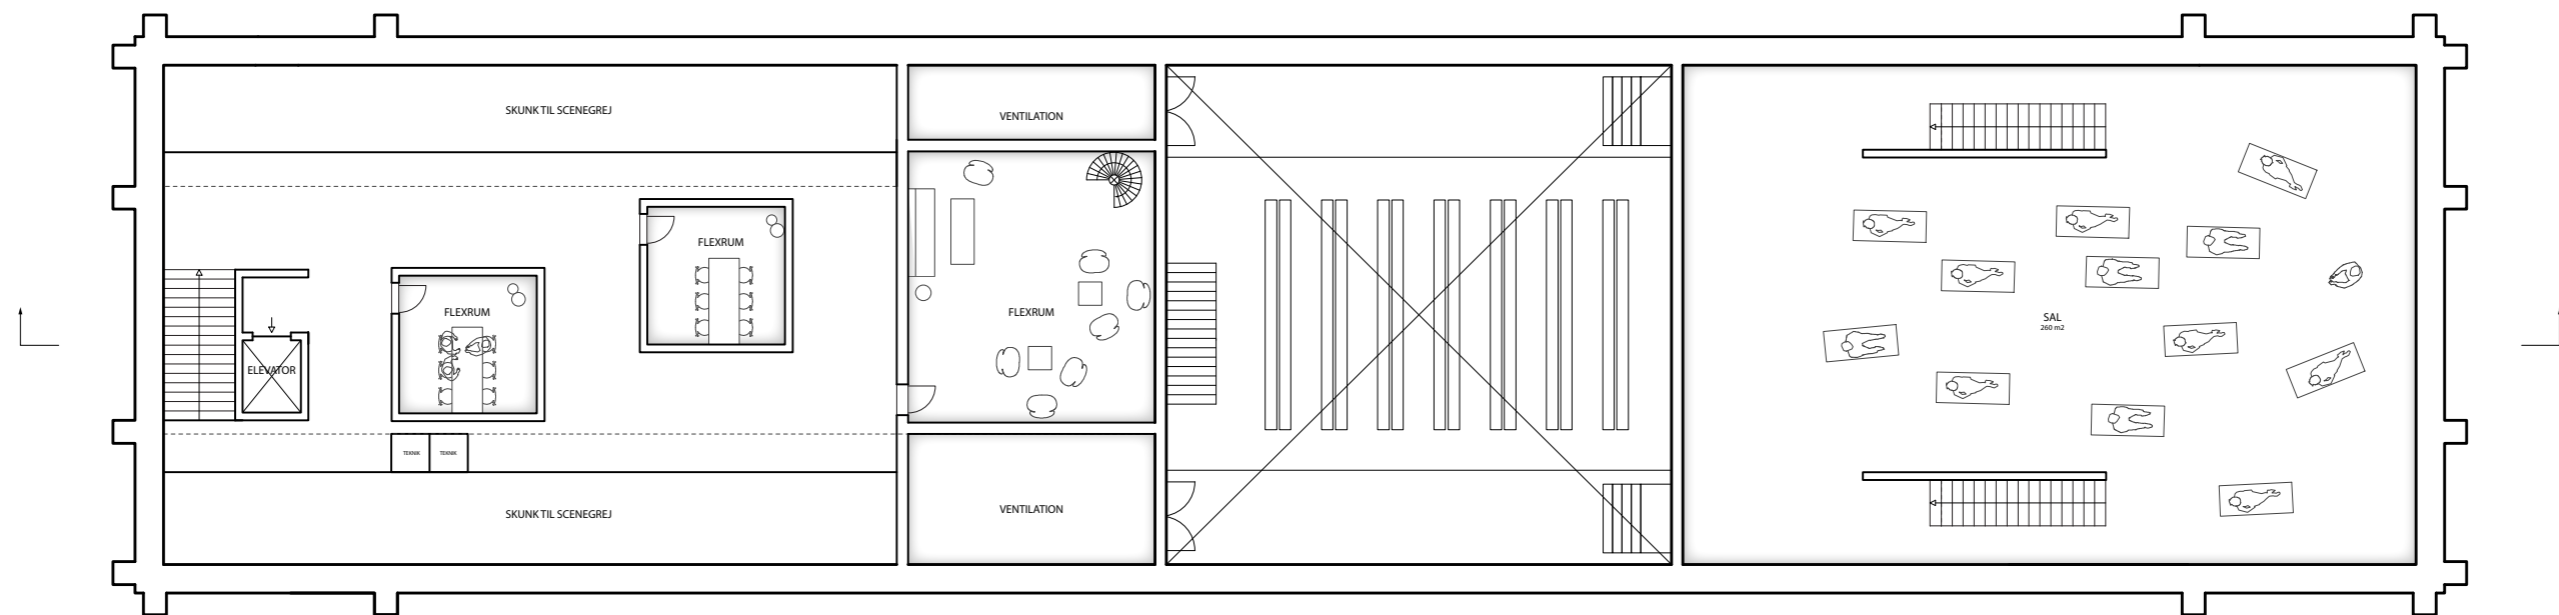 SKUNK TIL SCENEGREJ
VENTILATION
FLEXRUM
FLEXRUM
FLEXRUM
SAL
260 m2
ELEVATOR
TEKNIK
TEKNIK
SKUNK TIL SCENEGREJ
VENTILATION